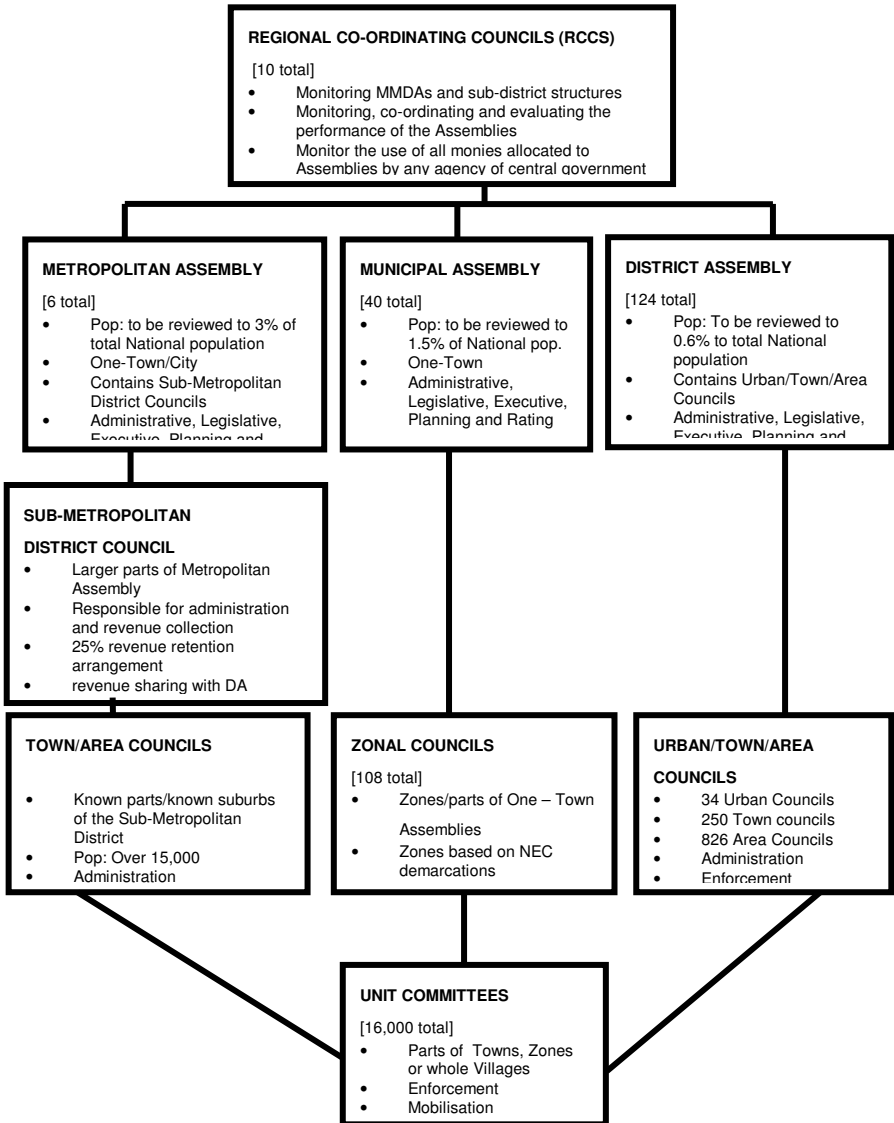 REGIONAL CO-ORDINATING COUNCILS (RCCS)
[10 total]
• Monitoring MMDAs and sub-district structures
• Monitoring, co-ordinating and evaluating the
performance of the Assemblies
• Monitor the use of all monies allocated to
Assemblies by any agency of central government
METROPOLITAN ASSEMBLY
[6 total]
• Pop: to be reviewed to 3% of
total National population
• One-Town/City
• Contains Sub-Metropolitan
District Councils
• Administrative, Legislative,
Executive, Planning and
MUNICIPAL ASSEMBLY
[40 total]
• Pop: to be reviewed to
1.5% of National pop.
• One-Town
• Administrative,
Legislative, Executive,
Planning and Rating
DISTRICT ASSEMBLY
[124 total]
• Pop: To be reviewed to
0.6% to total National
population
• Contains Urban/Town/Area
Councils
• Administrative, Legislative,
Executive, Planning and
SUB-METROPOLITAN
DISTRICT COUNCIL
• Larger parts of Metropolitan
Assembly
• Responsible for administration
and revenue collection
• 25% revenue retention
arrangement
• revenue sharing with DA
TOWN/AREA COUNCILS
• Known parts/known suburbs
of the Sub-Metropolitan
District
• Pop: Over 15,000
• Administration
ZONAL COUNCILS
[108 total]
• Zones/parts of One – Town
Assemblies
• Zones based on NEC
demarcations
URBAN/TOWN/AREA
COUNCILS
• 34 Urban Councils
• 250 Town councils
• 826 Area Councils
• Administration
• Enforcement
UNIT COMMITTEES
[16,000 total]
• Parts of Towns, Zones
or whole Villages
• Enforcement
• Mobilisation